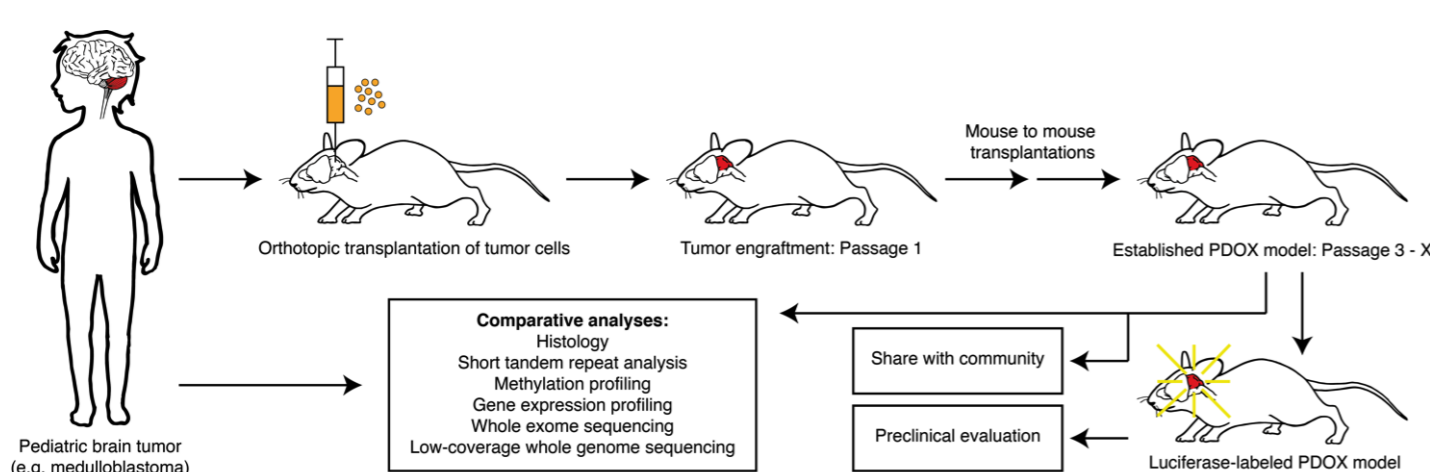 Mouse to mouse
transplantations
Orthotopic transplantation of tumor cells
Tumor engraftment: Passage 1
Established PDOX model: Passage 3 - X
Comparative analyses:
Histology
Short tandem repeat analysis
Methylation profiling
Gene expression profiling
Whole exome sequencing
Low-coverage whole genome sequencing
Share with community
Preclinical evaluation
Pediatric brain tumor
(e.g. medulloblastoma)
Luciferase-labeled PDOX model